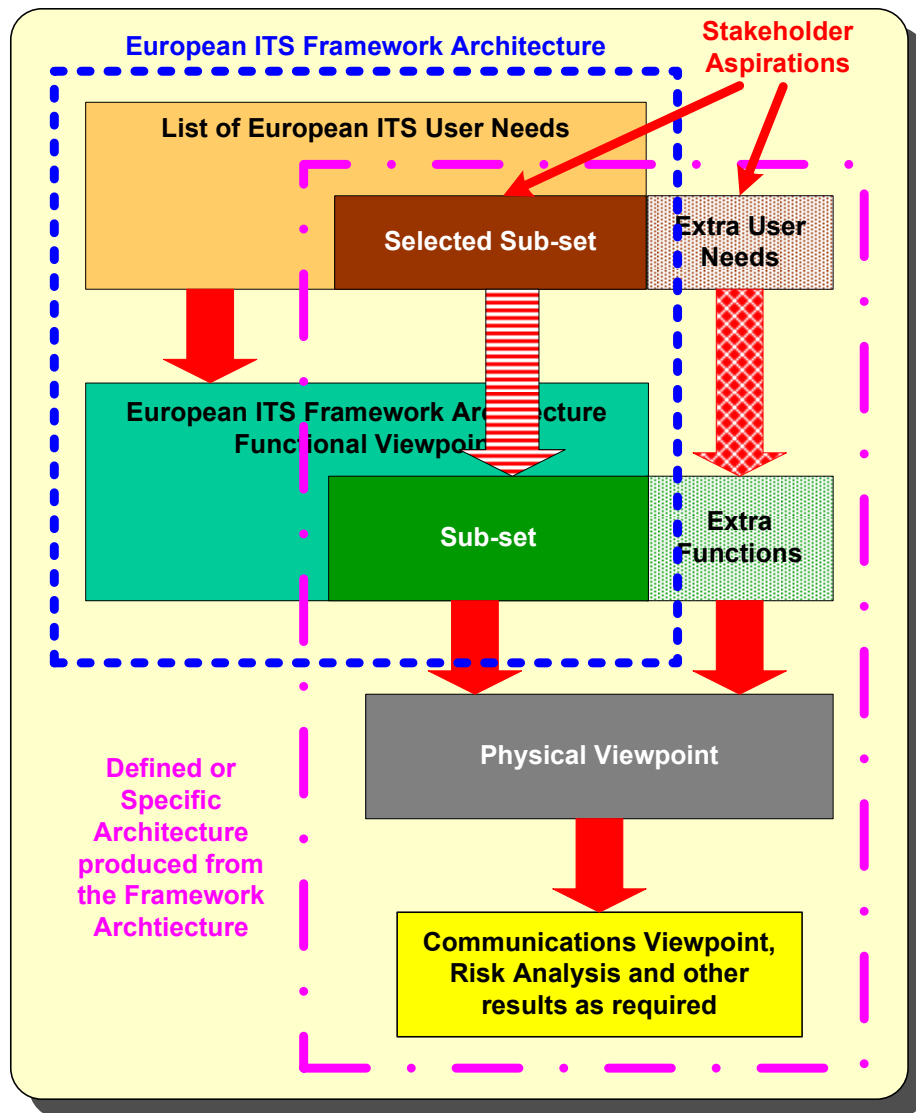 European ITS Framework Architecture
Stakeholder
Aspirations
List of European ITS User Needs
Selected Sub-set
Extra User
Needs
European ITS Framework Architecture
Functional Viewpoint
Sub-set
Extra
Functions
Physical Viewpoint
Defined or
Specific
Architecture
produced from
the Framework
Archtiecture
Communications Viewpoint,
Risk Analysis and other
results as required